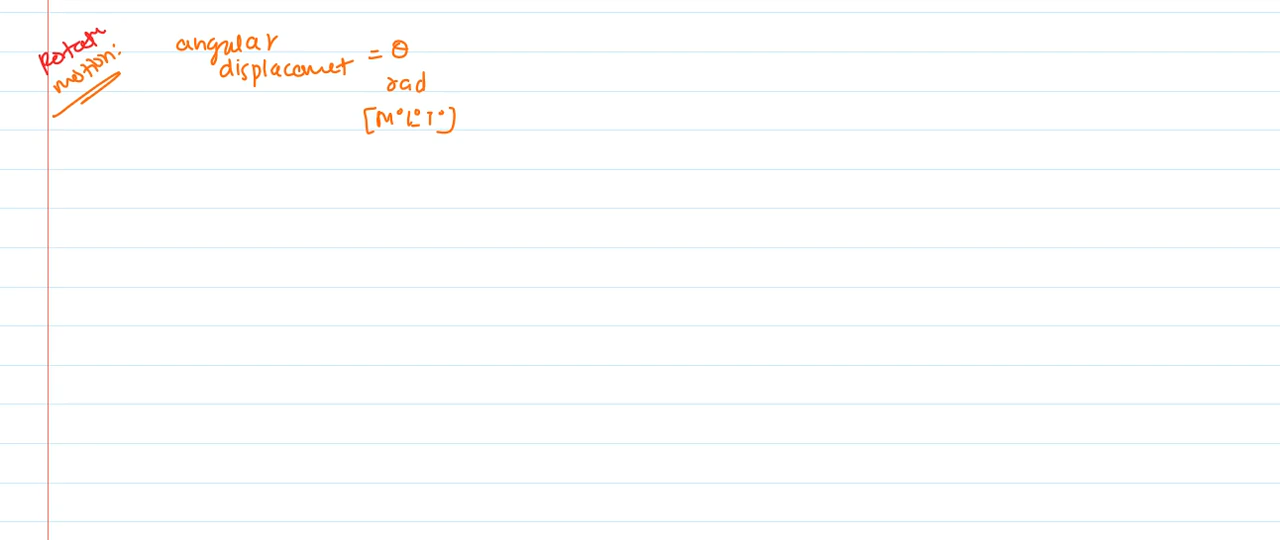 Rotatn
motion:
angular
displacemet = θ
rad
[M°L°T°]